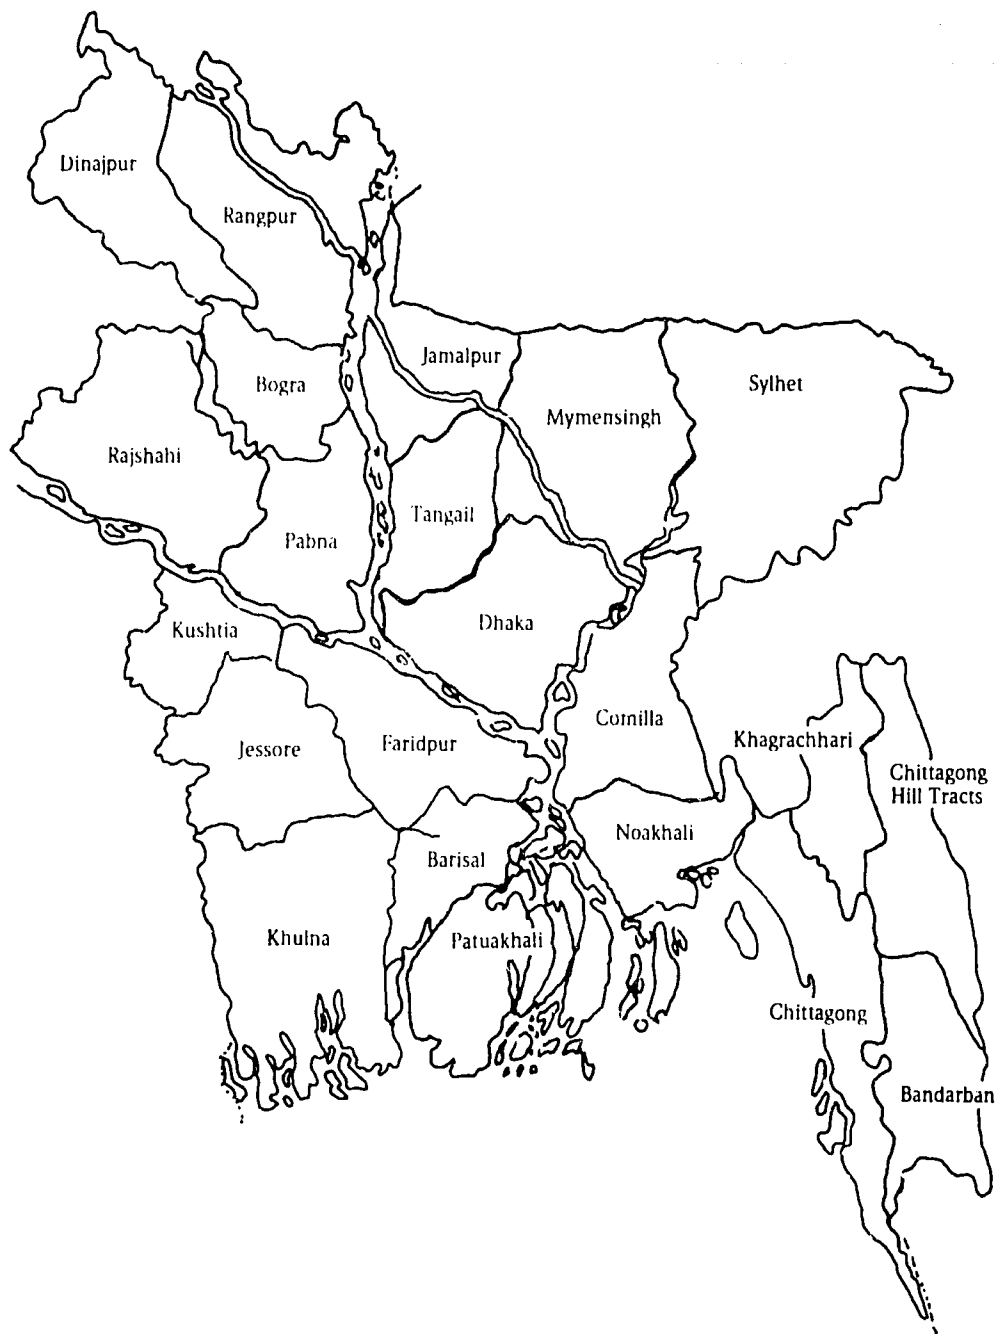 Dinajpur
Rangpur
Jamalpur
Bogra
Sylhet
Mymensingh
Rajshahi
Tangail
Pabna
Dhaka
Kushtia
Comilla
Khagrachhari
Faridpur
Jessore
Chittagong
Hill Tracts
Noakhali
Barisal
Khulna
Patuakhali
Chittagong
Bandarban